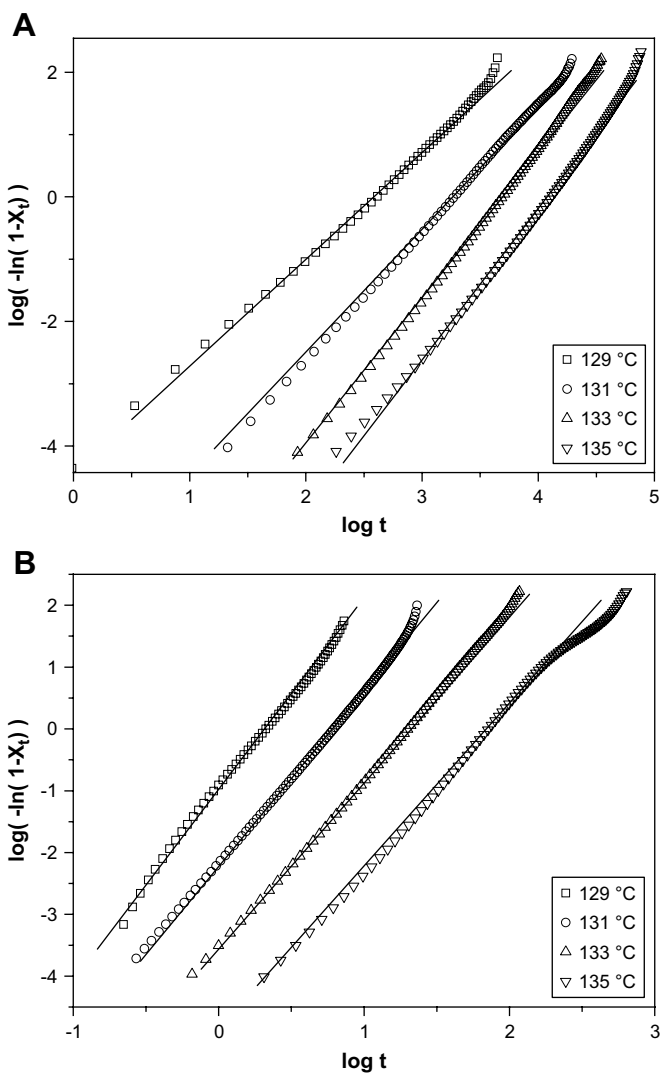 A
2
0
-2
-4
log( -ln( 1-Xt) )
129 °C
131 °C
133 °C
135 °C
0 1 2 3 4 5
log t
B
2
1
0
-1
-2
-3
-4
log( -ln( 1-Xt) )
129 °C
131 °C
133 °C
135 °C
-1 0 1 2 3
log t